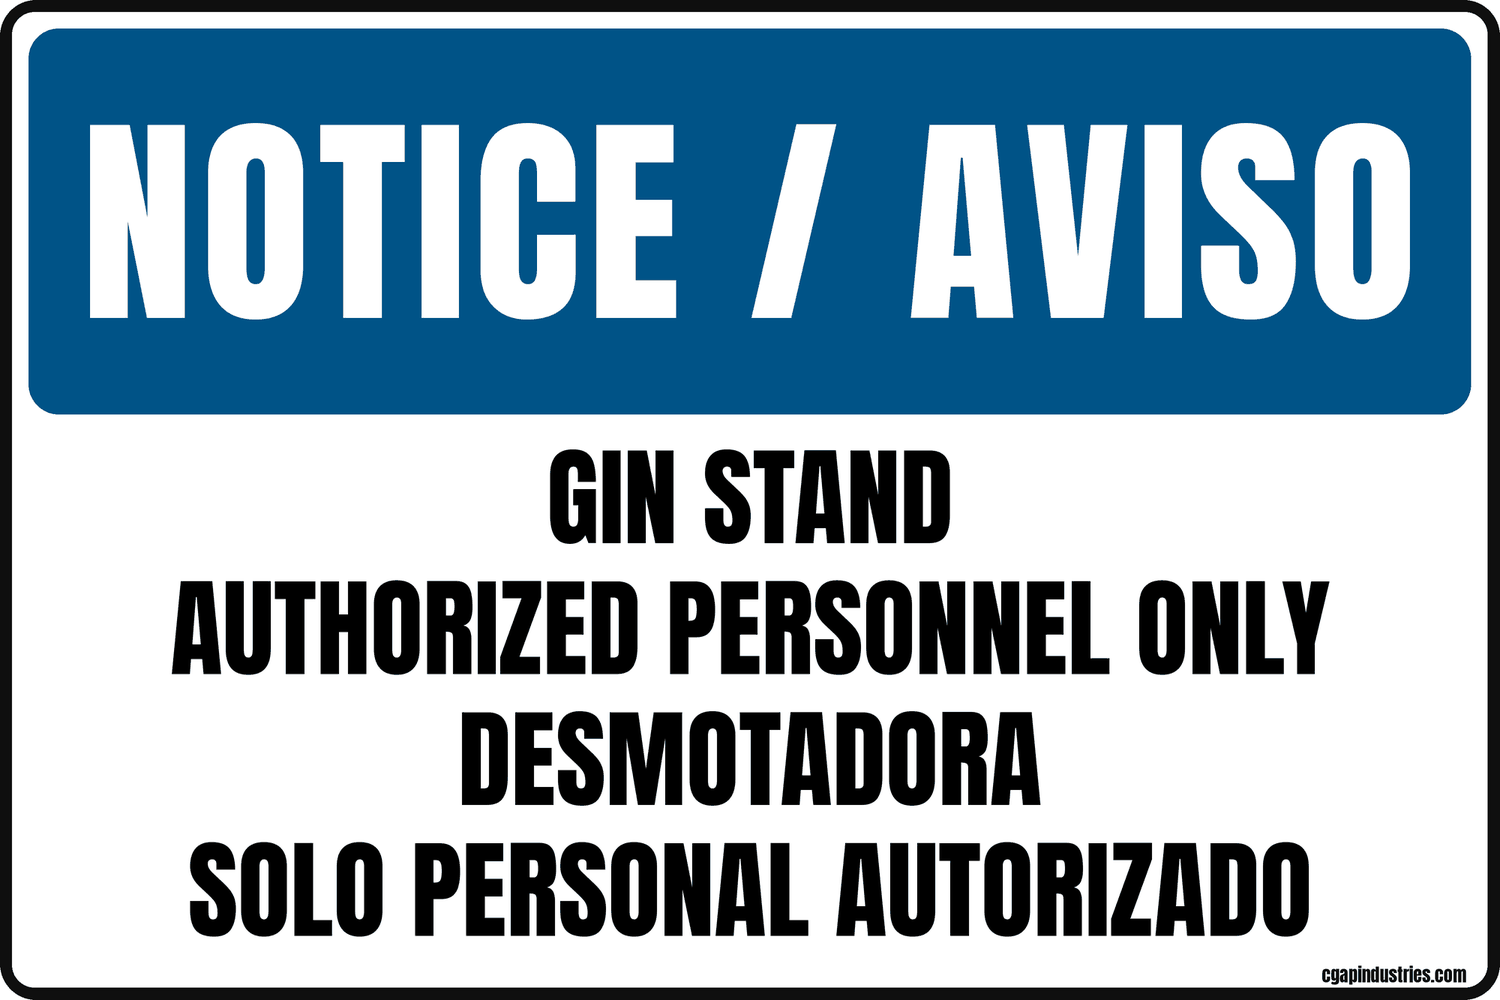 NOTICE / AVISO
GIN STAND
AUTHORIZED PERSONNEL ONLY
DESMOTADORA
SOLO PERSONAL AUTORIZADO
cgapindustries.com